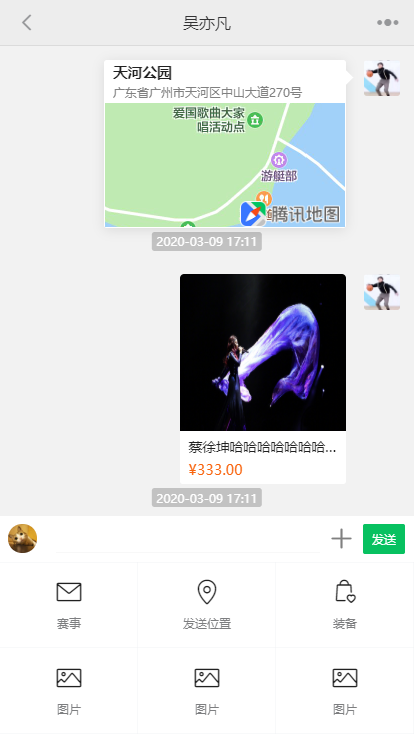 吴亦凡
天河公园
广东省广州市天河区中山大道270号
爱国歌曲大家
唱活动点
游艇部
腾讯地图
2020-03-09 17:11
蔡徐坤哈哈哈哈哈哈哈...
¥333.00
2020-03-09 17:11
发送
赛事
发送位置
装备
图片
图片
图片